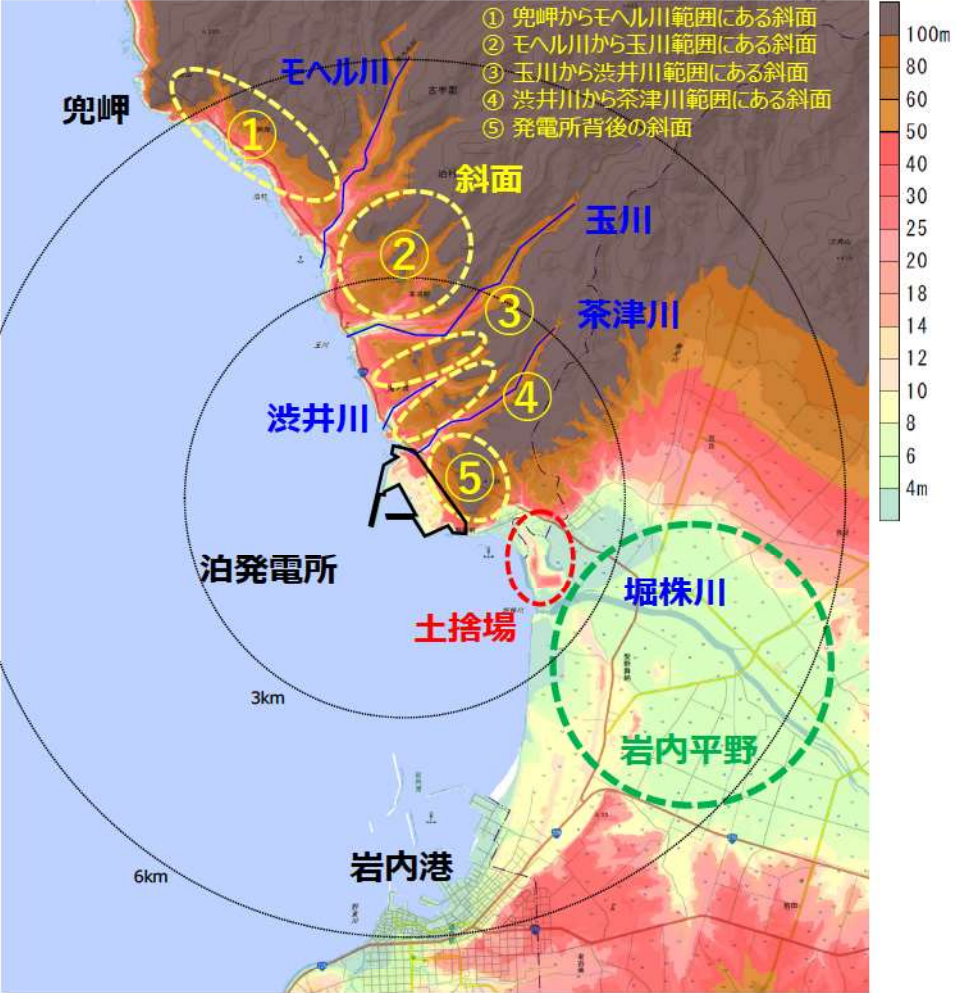 ① 兜岬からモヘル川範囲にある斜面
② モヘル川から玉川範囲にある斜面
③ 玉川から渋井川範囲にある斜面
④ 渋井川から茶津川範囲にある斜面
⑤ 発電所背後の斜面
100m
80
60
50
40
30
25
20
18
14
12
10
8
6
4m
モヘル川
兜岬
①
斜面
玉川
②
③
茶津川
④
渋井川
⑤
泊発電所
堀株川
土捨場
3km
岩内平野
岩内港
6km